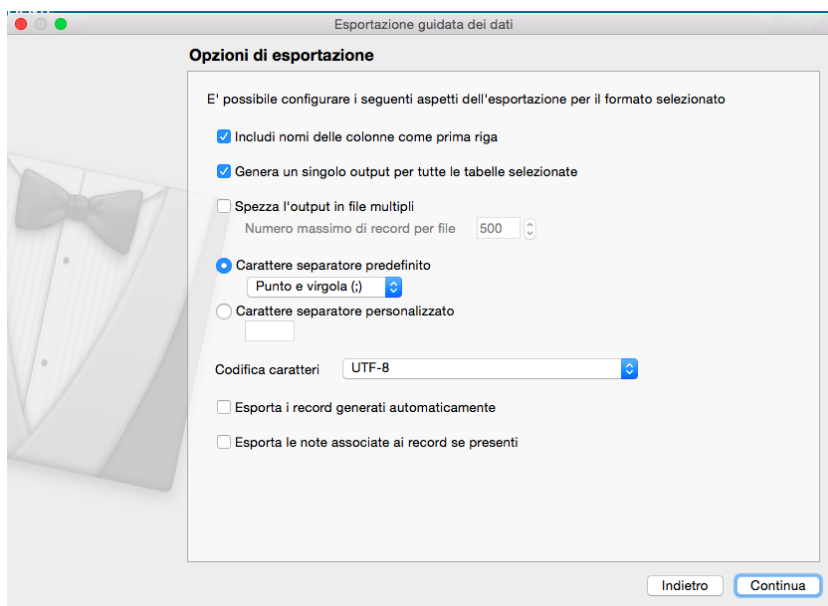 Esportazione guidata dei dati
Opzioni di esportazione
E' possibile configurare i seguenti aspetti dell'esportazione per il formato selezionato
Includi nomi delle colonne come prima riga
Genera un singolo output per tutte le tabelle selezionate
Spezza l'output in file multipli
Numero massimo di record per file 500
Carattere separatore predefinito
Punto e virgola (;)
Carattere separatore personalizzato
Codifica caratteri UTF-8
Esporta i record generati automaticamente
Esporta le note associate ai record se presenti
Indietro Continua